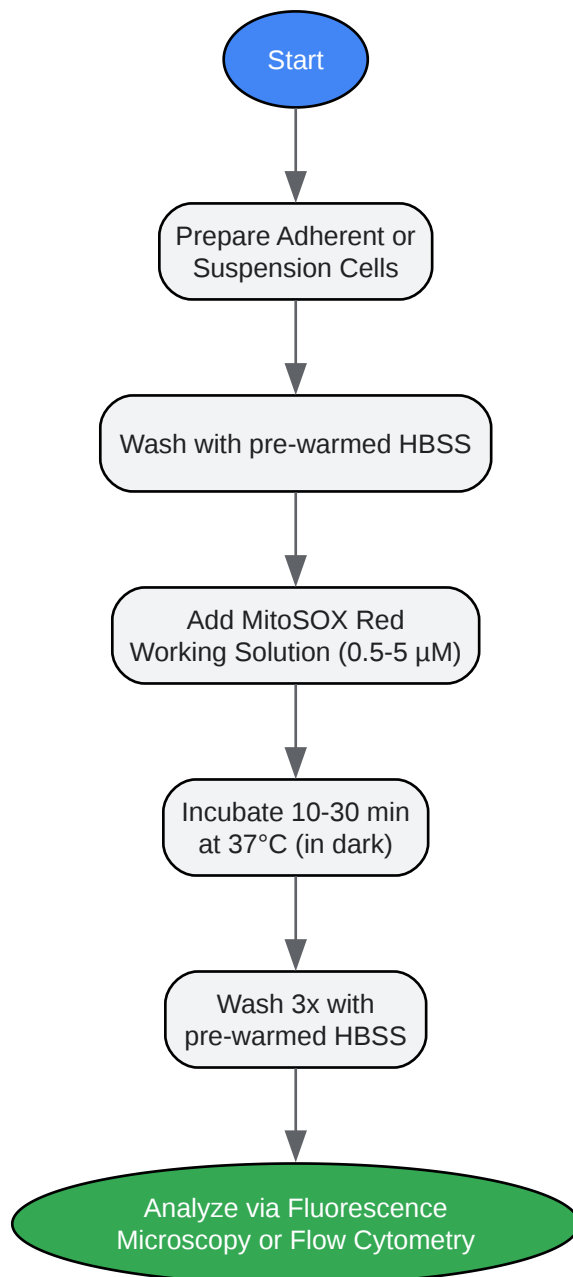 Start
Prepare Adherent or
Suspension Cells
Wash with pre-warmed HBSS
Add MitoSOX Red
Working Solution (0.5-5 µM)
Incubate 10-30 min
at 37°C (in dark)
Wash 3x with
pre-warmed HBSS
Analyze via Fluorescence
Microscopy or Flow Cytometry